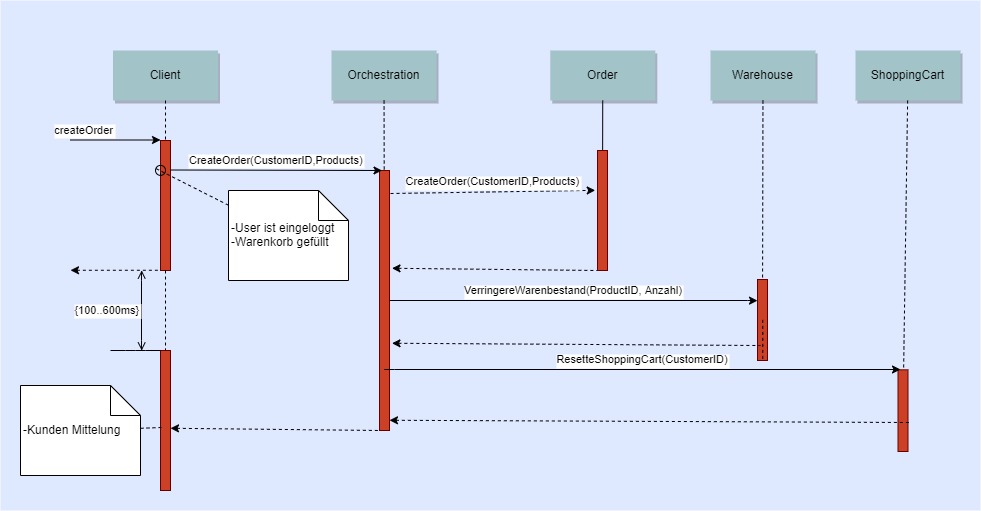 Client
Orchestration
Order
Warehouse
ShoppingCart
createOrder
CreateOrder(CustomerID,Products)
CreateOrder(CustomerID,Products)
-User ist eingeloggt
-Warenkorb gefüllt
VerringereWarenbestand(ProductID, Anzahl)
{100..600ms}
ResetteShoppingCart(CustomerID)
-Kunden Mittelung